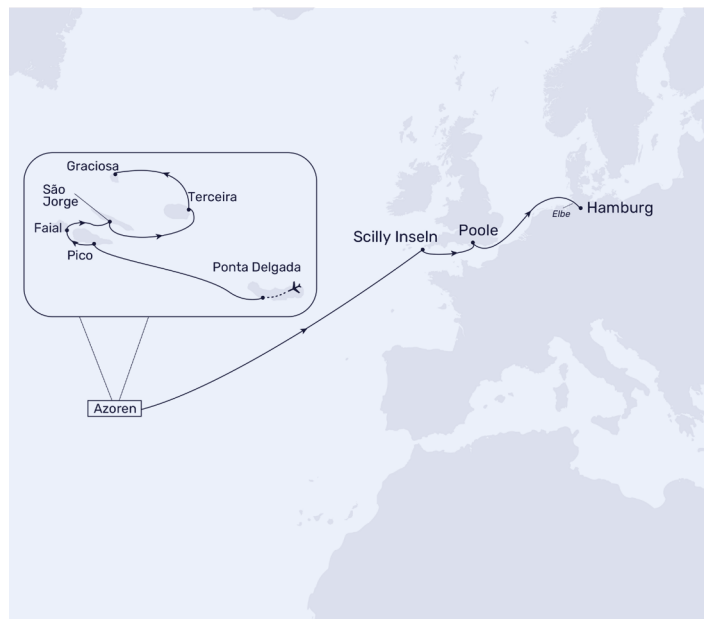 Graciosa
São
Jorge
Terceira
Faial
Pico
Ponta Delgada
Azoren
Scilly Inseln
Poole
Elbe
Hamburg